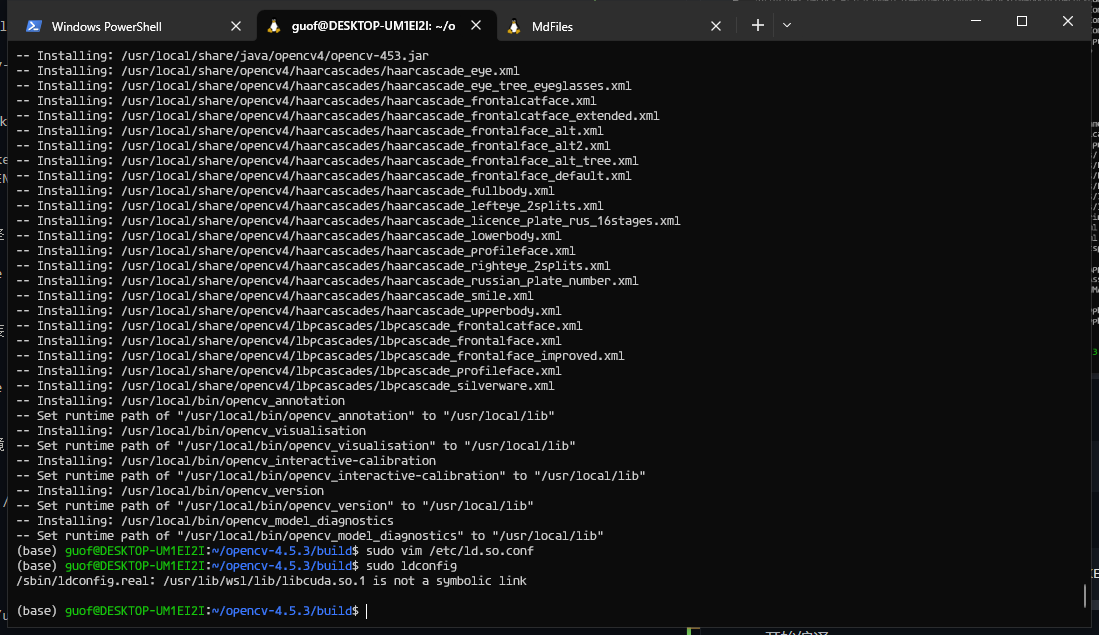 Windows PowerShell
guof@DESKTOP-UM1EI2I: ~/o
MdFiles
-- Installing: /usr/local/share/java/opencv4/opencv-453.jar
-- Installing: /usr/local/share/opencv4/haarcascades/haarcascade_eye.xml
-- Installing: /usr/local/share/opencv4/haarcascades/haarcascade_eye_tree_eyeglasses.xml
-- Installing: /usr/local/share/opencv4/haarcascades/haarcascade_frontalcatface.xml
-- Installing: /usr/local/share/opencv4/haarcascades/haarcascade_frontalcatface_extended.xml
-- Installing: /usr/local/share/opencv4/haarcascades/haarcascade_frontalface_alt.xml
-- Installing: /usr/local/share/opencv4/haarcascades/haarcascade_frontalface_alt2.xml
-- Installing: /usr/local/share/opencv4/haarcascades/haarcascade_frontalface_alt_tree.xml
-- Installing: /usr/local/share/opencv4/haarcascades/haarcascade_frontalface_default.xml
-- Installing: /usr/local/share/opencv4/haarcascades/haarcascade_fullbody.xml
-- Installing: /usr/local/share/opencv4/haarcascades/haarcascade_lefteye_2splits.xml
-- Installing: /usr/local/share/opencv4/haarcascades/haarcascade_licence_plate_rus_16stages.xml
-- Installing: /usr/local/share/opencv4/haarcascades/haarcascade_lowerbody.xml
-- Installing: /usr/local/share/opencv4/haarcascades/haarcascade_profileface.xml
-- Installing: /usr/local/share/opencv4/haarcascades/haarcascade_righteye_2splits.xml
-- Installing: /usr/local/share/opencv4/haarcascades/haarcascade_russian_plate_number.xml
-- Installing: /usr/local/share/opencv4/haarcascades/haarcascade_smile.xml
-- Installing: /usr/local/share/opencv4/haarcascades/haarcascade_upperbody.xml
-- Installing: /usr/local/share/opencv4/lbpcascades/lbpcascade_frontalcatface.xml
-- Installing: /usr/local/share/opencv4/lbpcascades/lbpcascade_frontalface.xml
-- Installing: /usr/local/share/opencv4/lbpcascades/lbpcascade_frontalface_improved.xml
-- Installing: /usr/local/share/opencv4/lbpcascades/lbpcascade_profileface.xml
-- Installing: /usr/local/share/opencv4/lbpcascades/lbpcascade_silverware.xml
-- Installing: /usr/local/bin/opencv_annotation
-- Set runtime path of "/usr/local/bin/opencv_annotation" to "/usr/local/lib"
-- Installing: /usr/local/bin/opencv_visualisation
-- Set runtime path of "/usr/local/bin/opencv_visualisation" to "/usr/local/lib"
-- Installing: /usr/local/bin/opencv_interactive-calibration
-- Set runtime path of "/usr/local/bin/opencv_interactive-calibration" to "/usr/local/lib"
-- Installing: /usr/local/bin/opencv_version
-- Set runtime path of "/usr/local/bin/opencv_version" to "/usr/local/lib"
-- Installing: /usr/local/bin/opencv_model_diagnostics
-- Set runtime path of "/usr/local/bin/opencv_model_diagnostics" to "/usr/local/lib"
(base) guof@DESKTOP-UM1EI2I:~/opencv-4.5.3/build$ sudo vim /etc/ld.so.conf
(base) guof@DESKTOP-UM1EI2I:~/opencv-4.5.3/build$ sudo ldconfig
/sbin/ldconfig.real: /usr/lib/wsl/lib/libcuda.so.1 is not a symbolic link
(base) guof@DESKTOP-UM1EI2I:~/opencv-4.5.3/build$